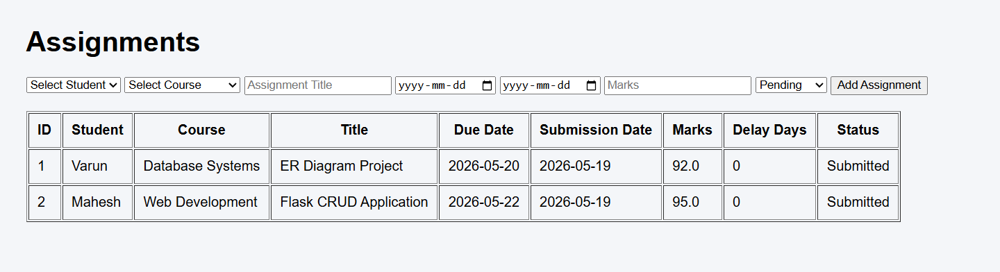 Assignments
Select Student Select Course Assignment Title yyyy-mm-dd yyyy-mm-dd Marks Pending Add Assignment
ID Student Course Title Due Date Submission Date Marks Delay Days Status
1 Varun Database Systems ER Diagram Project 2026-05-20 2026-05-19 92.0 0 Submitted
2 Mahesh Web Development Flask CRUD Application 2026-05-22 2026-05-19 95.0 0 Submitted